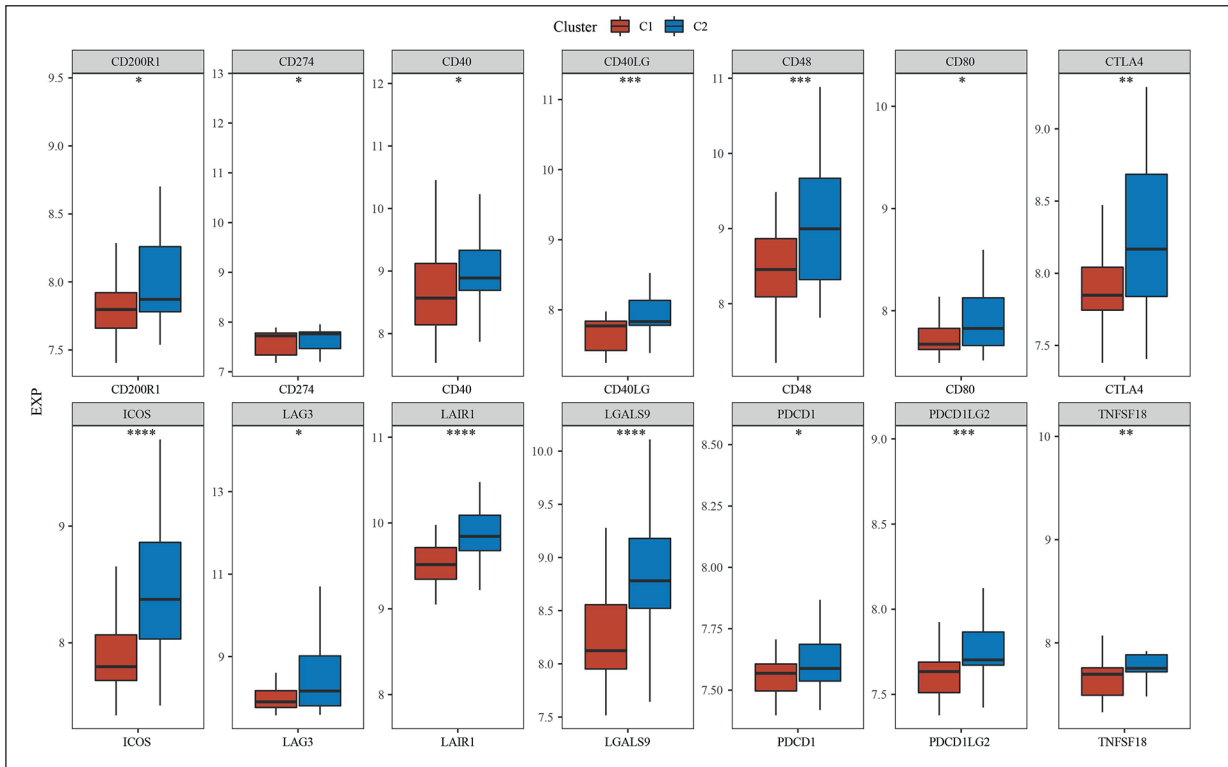 Cluster C1 C2
CD200R1 CD274 CD40 CD40LG CD48 CD80 CTLA4
* * * *** *** * **
9.5 9.0 8.5 8.0 7.5
13 12 11 10 9 8 7
12 11 10 9 8
11 10 9 8
11 10 9 8
10 9 8
9.0 8.5 8.0 7.5
CD200R1 CD274 CD40 CD40LG CD48 CD80 CTLA4
EXP
ICOS LAG3 LAIR1 LGALS9 PDCD1 PDCD1LG2 TNFSF18
**** * **** **** * *** **
9 8
13 11 9
11 10 9 8
10.0 9.5 9.0 8.5 8.0 7.5
8.50 8.25 8.00 7.75 7.50
9.0 8.5 8.0 7.5
10 9 8
ICOS LAG3 LAIR1 LGALS9 PDCD1 PDCD1LG2 TNFSF18